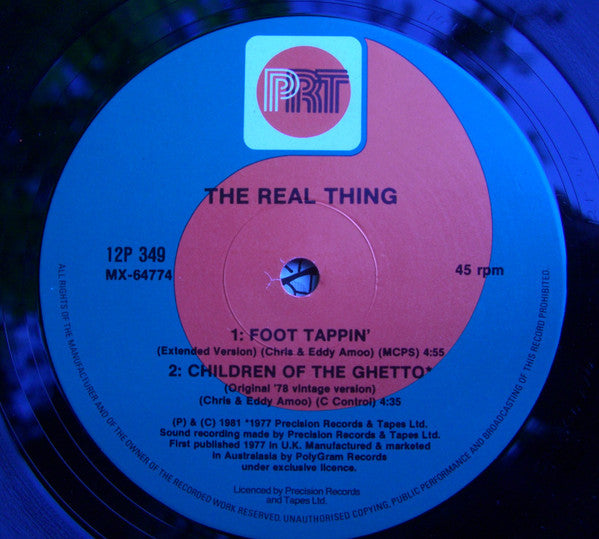 PRT
THE REAL THING
12P 349
MX-64774
45 rpm
1: FOOT TAPPIN'
(Extended Version) (Chris & Eddy Amoo) (MCPS) 4:55
2: CHILDREN OF THE GHETTO*
(Original '78 vintage version)
(Chris & Eddy Amoo) (C Control) 4:35
(P) & (C) 1981 *1977 Precision Records & Tapes Ltd.
Sound recording made by Precision Records & Tapes Ltd.
First published 1977 in U.K. Manufactured & marketed
in Australasia by PolyGram Records
under exclusive licence.
Licenced by Precision Records
and Tapes Ltd.
ALL RIGHTS OF THE MANUFACTURER AND OF THE OWNER OF THE RECORDED WORK RESERVED. UNAUTHORISED COPYING, PUBLIC PERFORMANCE AND BROADCASTING OF THIS RECORD PROHIBITED.